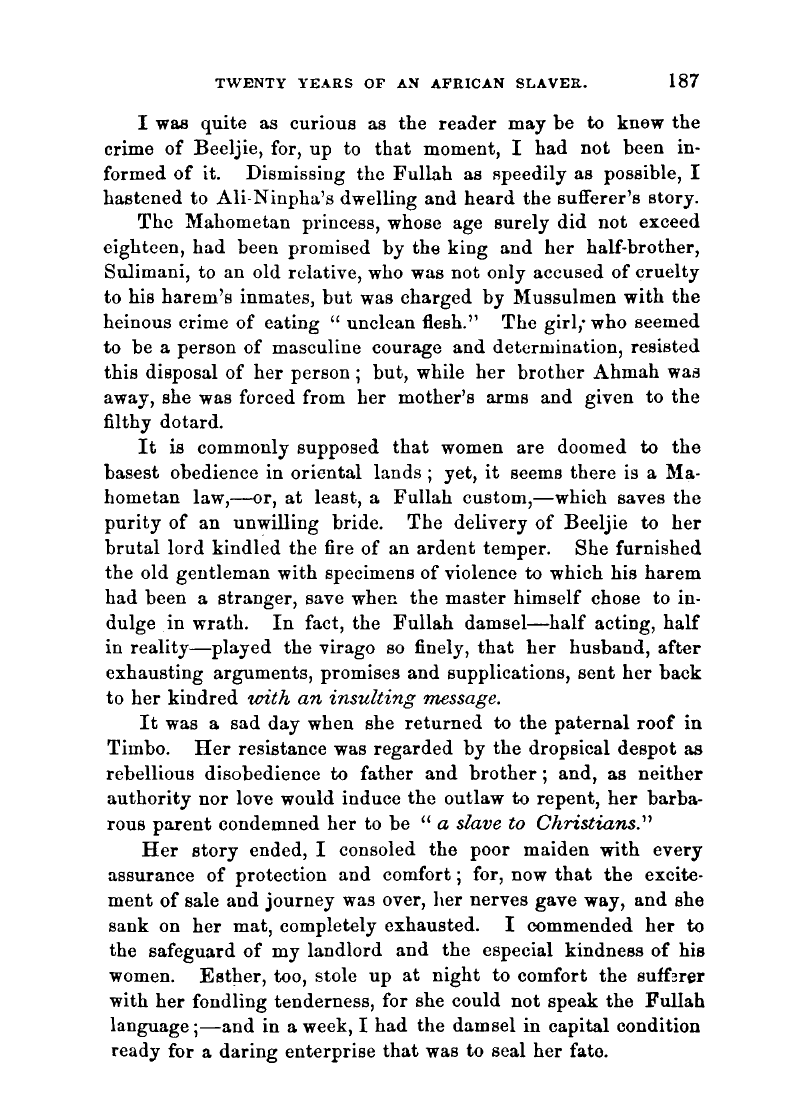 TWENTY YEARS OF AN AFRICAN SLAVER. 187
I was quite as curious as the reader may be to know the
crime of Beeljie, for, up to that moment, I had not been in-
formed of it. Dismissing the Fullah as speedily as possible, I
hastened to Ali-Ninpha's dwelling and heard the sufferer's story.
The Mahometan princess, whose age surely did not exceed
eighteen, had been promised by the king and her half-brother,
Sulimani, to an old relative, who was not only accused of cruelty
to his harem's inmates, but was charged by Mussulmen with the
heinous crime of eating “ unclean flesh.” The girl; who seemed
to be a person of masculine courage and determination, resisted
this disposal of her person ; but, while her brother Ahmah was
away, she was forced from her mother's arms and given to the
filthy dotard.
It is commonly supposed that women are doomed to the
basest obedience in oriental lands ; yet, it seems there is a Ma-
hometan law,—or, at least, a Fullah custom,—which saves the
purity of an unwilling bride. The delivery of Beeljie to her
brutal lord kindled the fire of an ardent temper. She furnished
the old gentleman with specimens of violence to which his harem
had been a stranger, save when the master himself chose to in-
dulge in wrath. In fact, the Fullah damsel—half acting, half
in reality—played the virago so finely, that her husband, after
exhausting arguments, promises and supplications, sent her back
to her kindred with an insulting message.
It was a sad day when she returned to the paternal roof in
Timbo. Her resistance was regarded by the dropsical despot as
rebellious disobedience to father and brother ; and, as neither
authority nor love would induce the outlaw to repent, her barba-
rous parent condemned her to be “ a slave to Christians.”
Her story ended, I consoled the poor maiden with every
assurance of protection and comfort ; for, now that the excite-
ment of sale and journey was over, her nerves gave way, and she
sank on her mat, completely exhausted. I commended her to
the safeguard of my landlord and the especial kindness of his
women. Esther, too, stole up at night to comfort the sufferer
with her fondling tenderness, for she could not speak the Fullah
language ;—and in a week, I had the damsel in capital condition
ready for a daring enterprise that was to seal her fate.